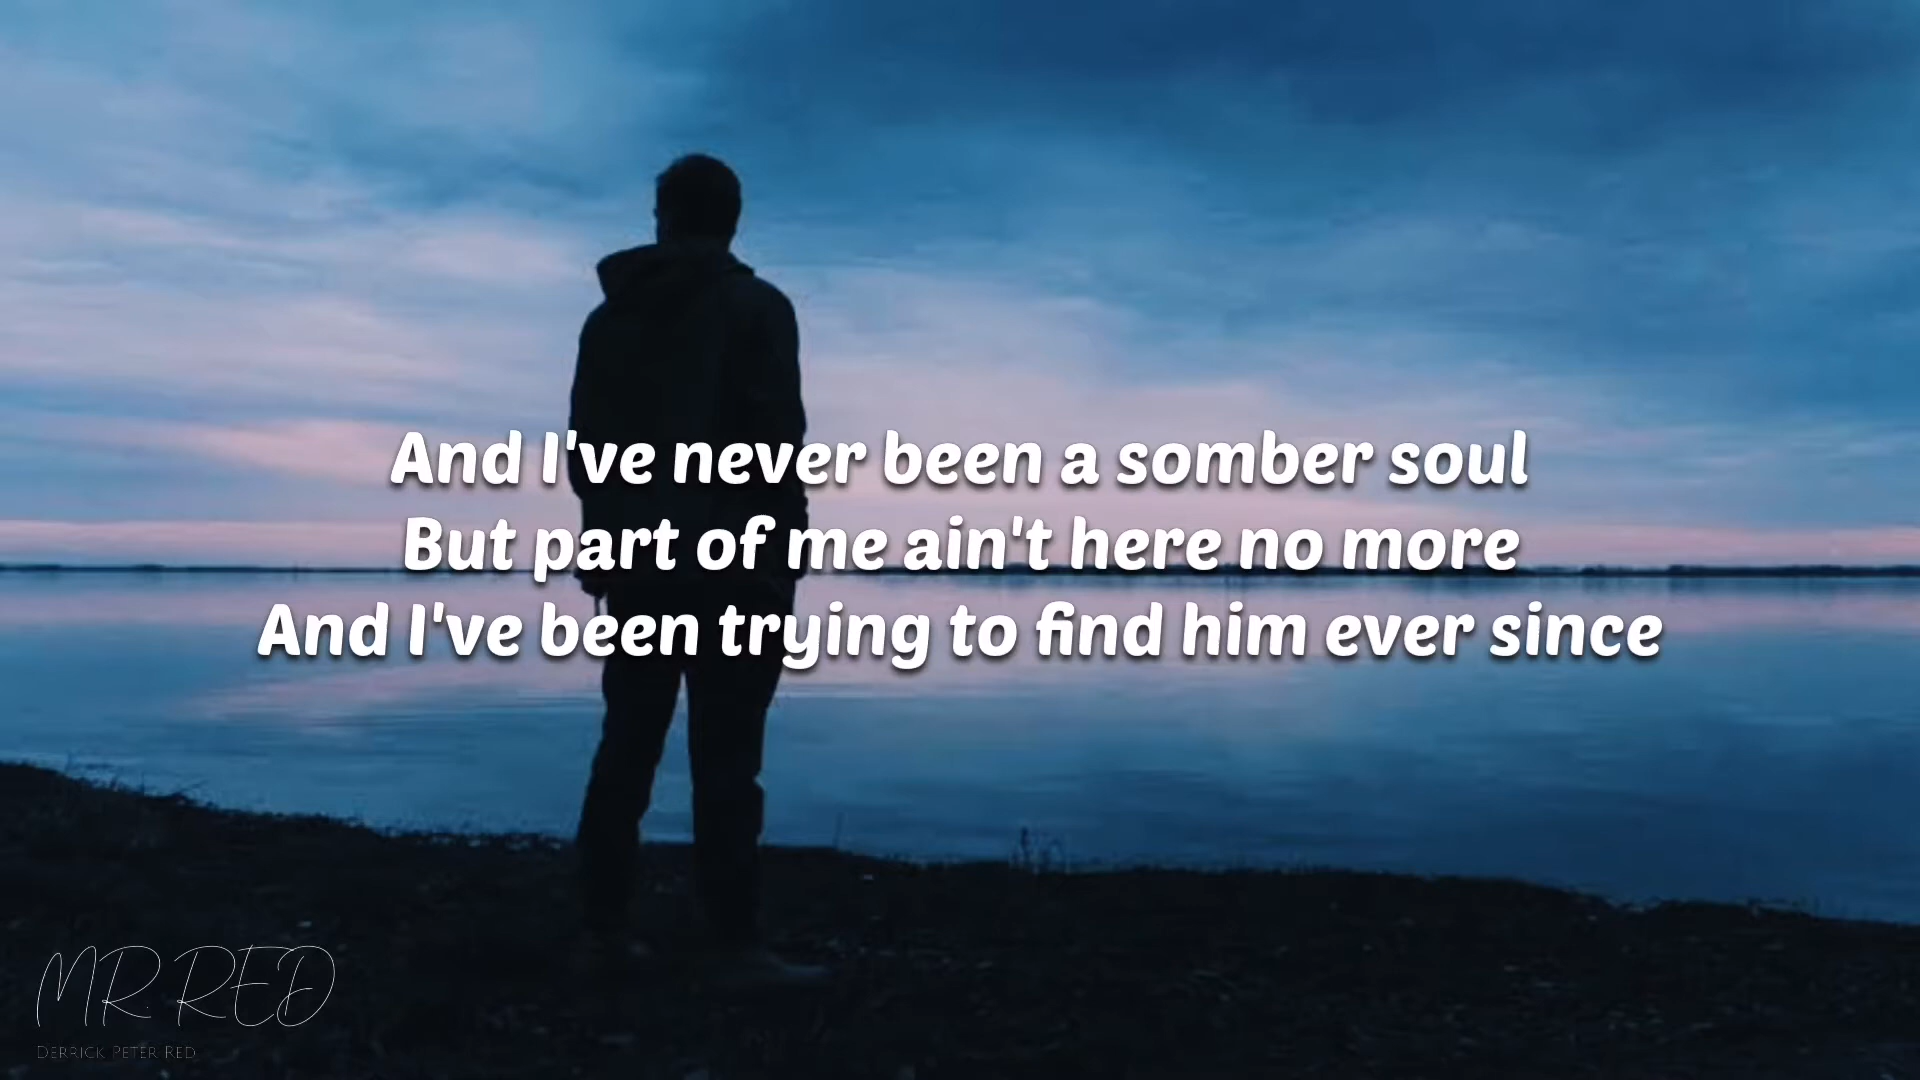 And I've never been a somber soul
But part of me ain't here no more
And I've been trying to find him ever since
MR. RED
DERRICK PETER RED